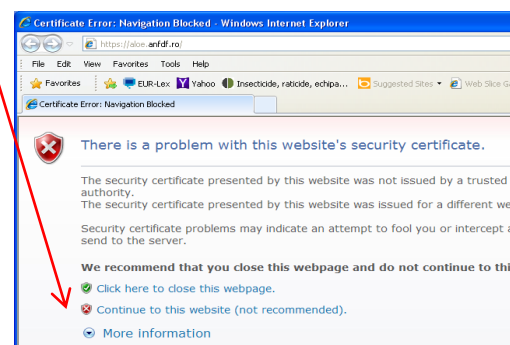 Certificate Error: Navigation Blocked - Windows Internet Explorer
https://aloe.anfdf.ro/
File Edit View Favorites Tools Help
Favorites EUR-Lex Yahoo Insecticide, raticide, echipa... Suggested Sites Web Slice
Certificate Error: Navigation Blocked
There is a problem with this website's security certificate.
The security certificate presented by this website was not issued by a trusted
authority.
The security certificate presented by this website was issued for a different
Security certificate problems may indicate an attempt to fool you or intercept
send to the server.
We recommend that you close this webpage and do not continue to
Click here to close this webpage.
Continue to this website (not recommended).
More information